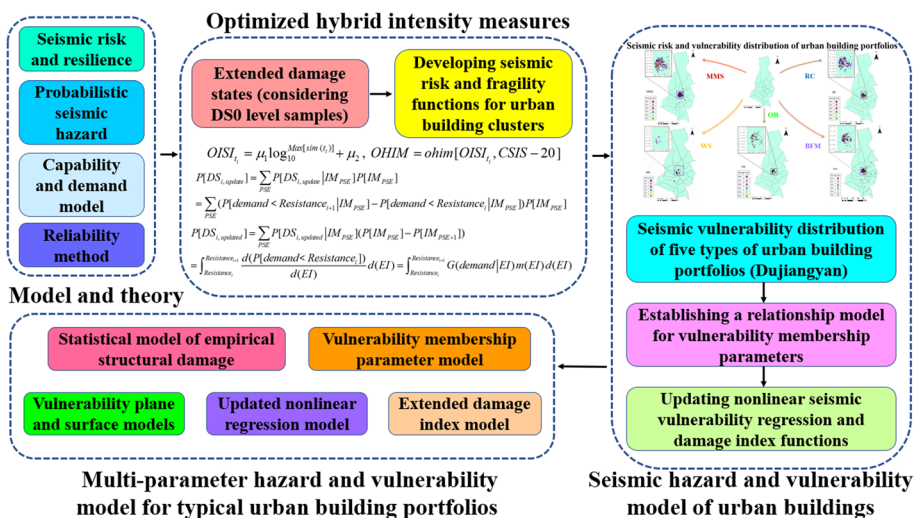 Seismic risk
and resilience
Probabilistic
seismic
hazard
Capability
and demand
model
Reliability
method
Model and theory
Optimized hybrid intensity measures
Extended damage
states (considering
DS0 level samples)
Developing seismic
risk and fragility
functions for urban
building clusters
OISI_{t_i} = μ_1 log_{10}^{Max[sim(t_i)]} + μ_2 , OHIM = ohim[OISI_{t_i}, CSIS − 20]
P[DS_{i,update}] = ∑_{PSE} P[DS_{i,update}|IM_{PSE}]P[IM_{PSE}]
= ∑_{PSE} (P[demand < Resistance_{i+1}|IM_{PSE}] − P[demand < Resistance_i|IM_{PSE}])P[IM_{PSE}]
P[DS_{i,updated}] = ∑_{PSE} P[DS_{i,updated}|IM_{PSE}](P[IM_{PSE}] − P[IM_{PSE+1}])
= ∫_{Resistance_i}^{Resistance_{i+1}} d(P[demand< Resistance_i])/d(EI) d(EI) = ∫_{Resistance_i}^{Resistance_{i+1}} G(demand|EI)m(EI)d(EI)
Seismic risk and vulnerability distribution of urban building portfolios
MMS
RC
OB
WS
BFM
Seismic vulnerability distribution
of five types of urban building
portfolios (Dujiangyan)
Establishing a relationship model
for vulnerability membership
parameters
Updating nonlinear seismic
vulnerability regression and
damage index functions
Seismic hazard and vulnerability
model of urban buildings
Statistical model of empirical
structural damage
Vulnerability membership
parameter model
Vulnerability plane
and surface models
Updated nonlinear
regression model
Extended damage
index model
Multi-parameter hazard and vulnerability
model for typical urban building portfolios